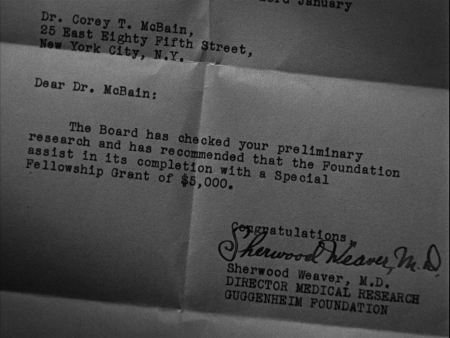 January
Dr. Corey T. McBain,
25 East Eighty Fifth Street,
New York City, N.Y.
Dear Dr. McBain:
The Board has checked your preliminary
research and has recommended that the Foundation
assist in its completion with a Special
Fellowship Grant of $5,000.
Congratulations,
Sherwood Weaver, M.D.
Sherwood Weaver, M.D.
DIRECTOR MEDICAL RESEARCH
GUGGENHEIM FOUNDATION